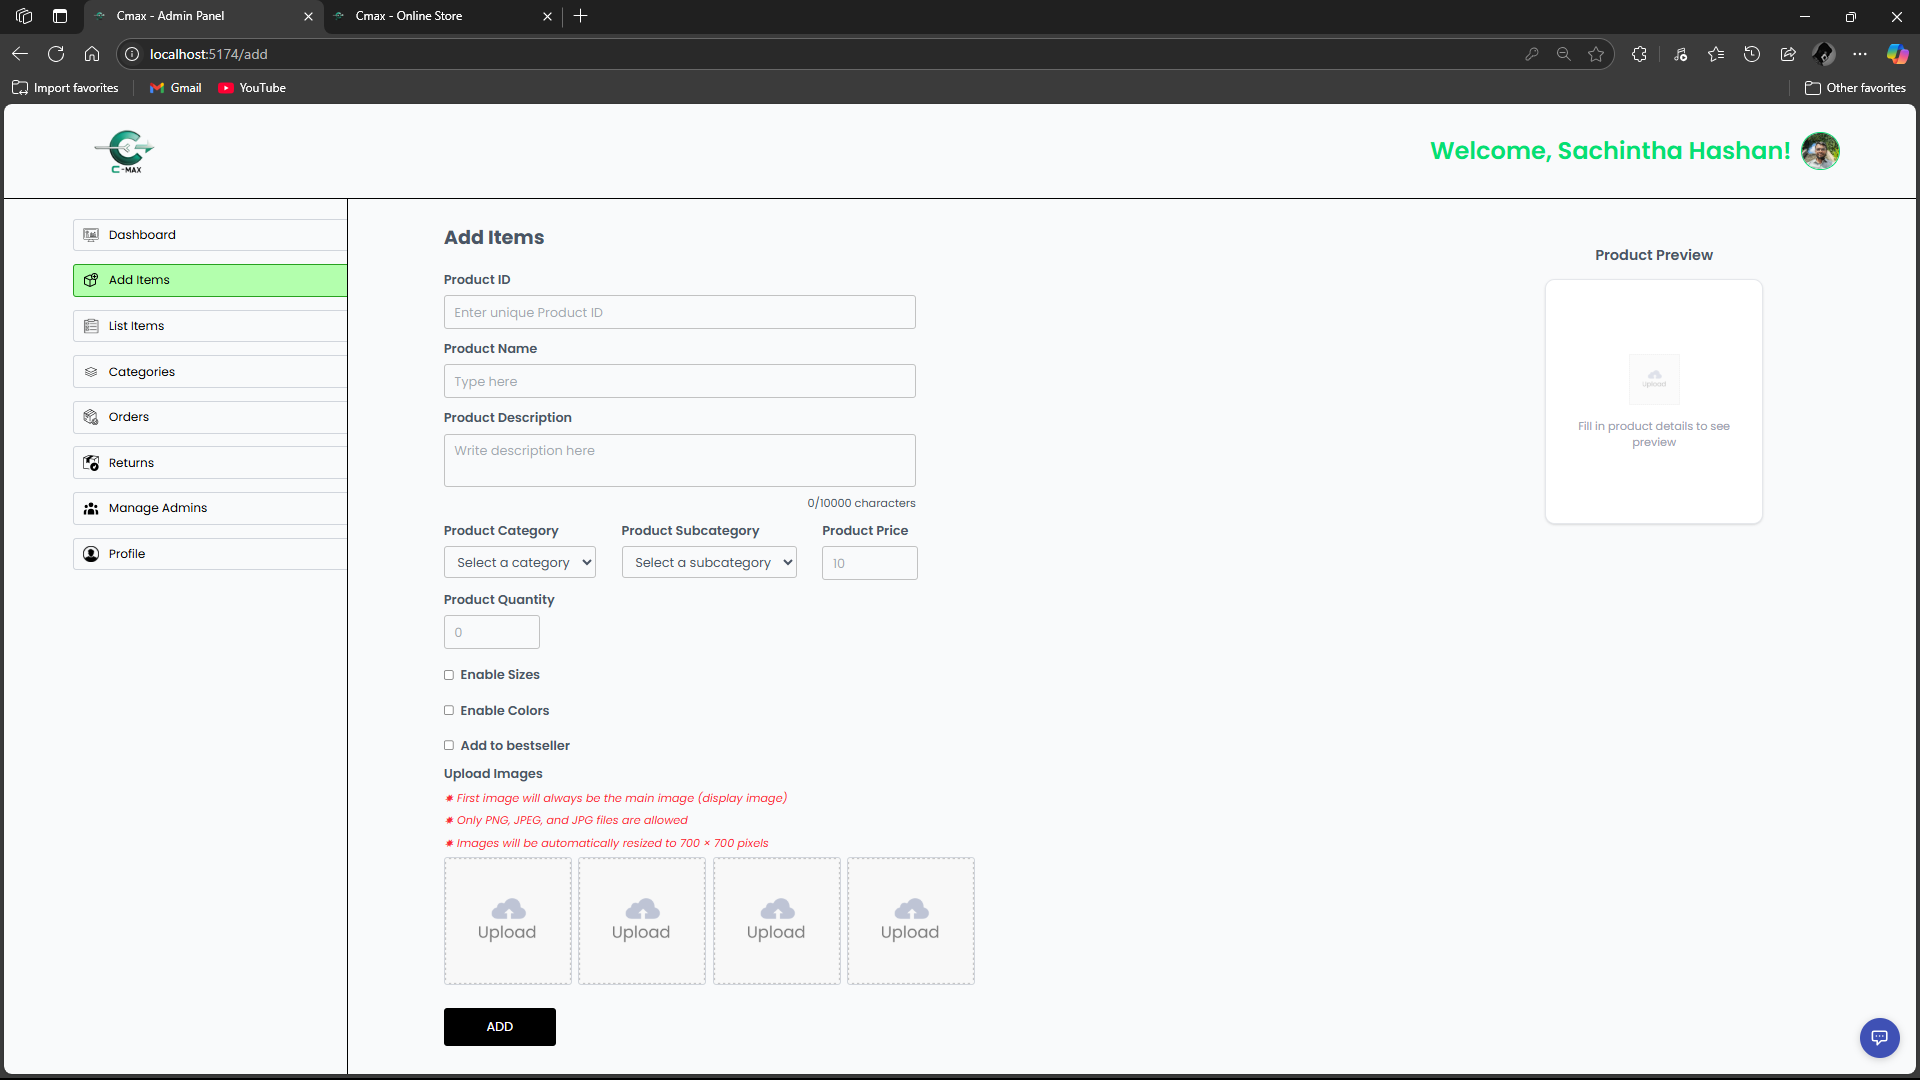 Cmax - Admin Panel
Cmax - Online Store
localhost:5174/add
Import favorites
Gmail
YouTube
Other favorites
C-MAX
Welcome, Sachintha Hashan!
Dashboard
Add Items
List Items
Categories
Orders
Returns
Manage Admins
Profile
Add Items
Product ID
Enter unique Product ID
Product Name
Type here
Product Description
Write description here
0/10000 characters
Product Category
Product Subcategory
Product Price
Select a category
Select a subcategory
10
Product Quantity
0
Enable Sizes
Enable Colors
Add to bestseller
Upload Images
* First image will always be the main image (display image)
* Only PNG, JPEG, and JPG files are allowed
* Images will be automatically resized to 700 × 700 pixels
Upload
Upload
Upload
Upload
ADD
Product Preview
Upload
Fill in product details to see
preview